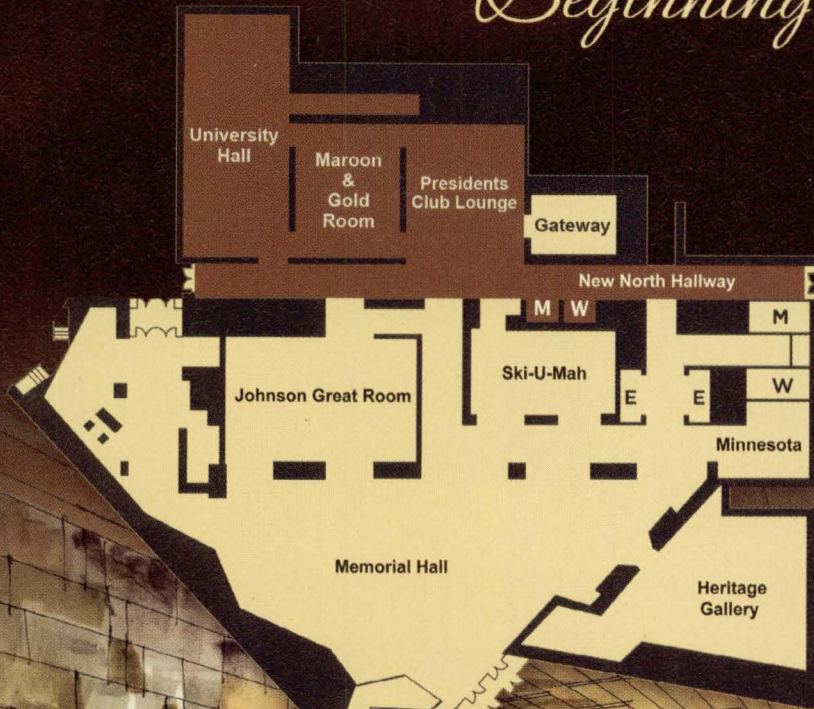 Beginning
University
Hall
Maroon
&
Gold
Room
Presidents
Club Lounge
Gateway
New North Hallway
M W
M
Johnson Great Room
Ski-U-Mah
E
E
W
Minnesota
Memorial Hall
Heritage
Gallery